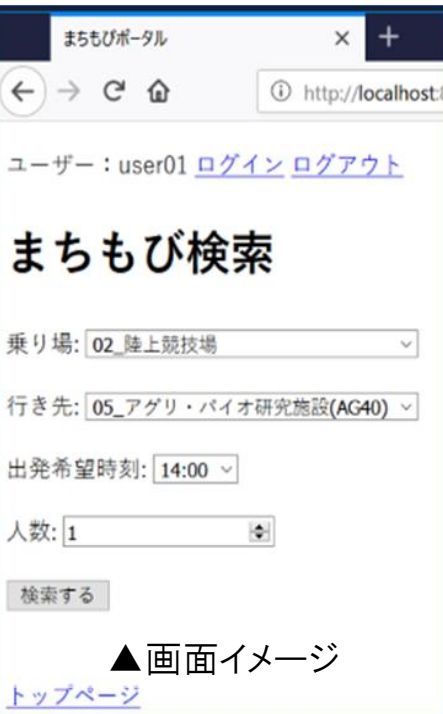 まちもびポータル
http://localhost:8
ユーザー：user01 ログイン ログアウト
まちもび検索
乗り場: 02_陸上競技場
行き先: 05_アグリ・バイオ研究施設(AG40)
出発希望時刻: 14:00
人数: 1
検索する
▲画面イメージ
トップページ